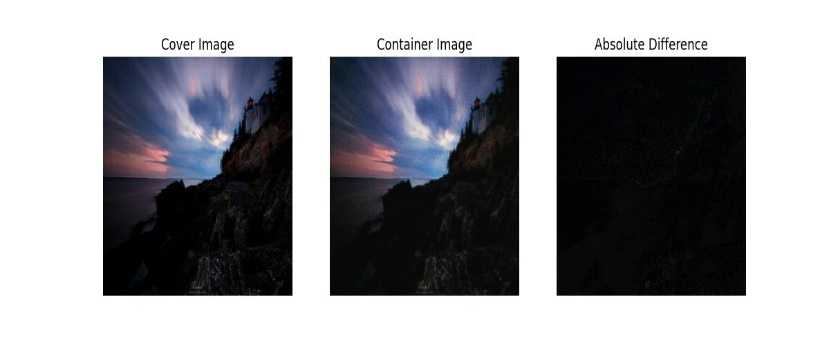 Cover Image
Container Image
Absolute Difference